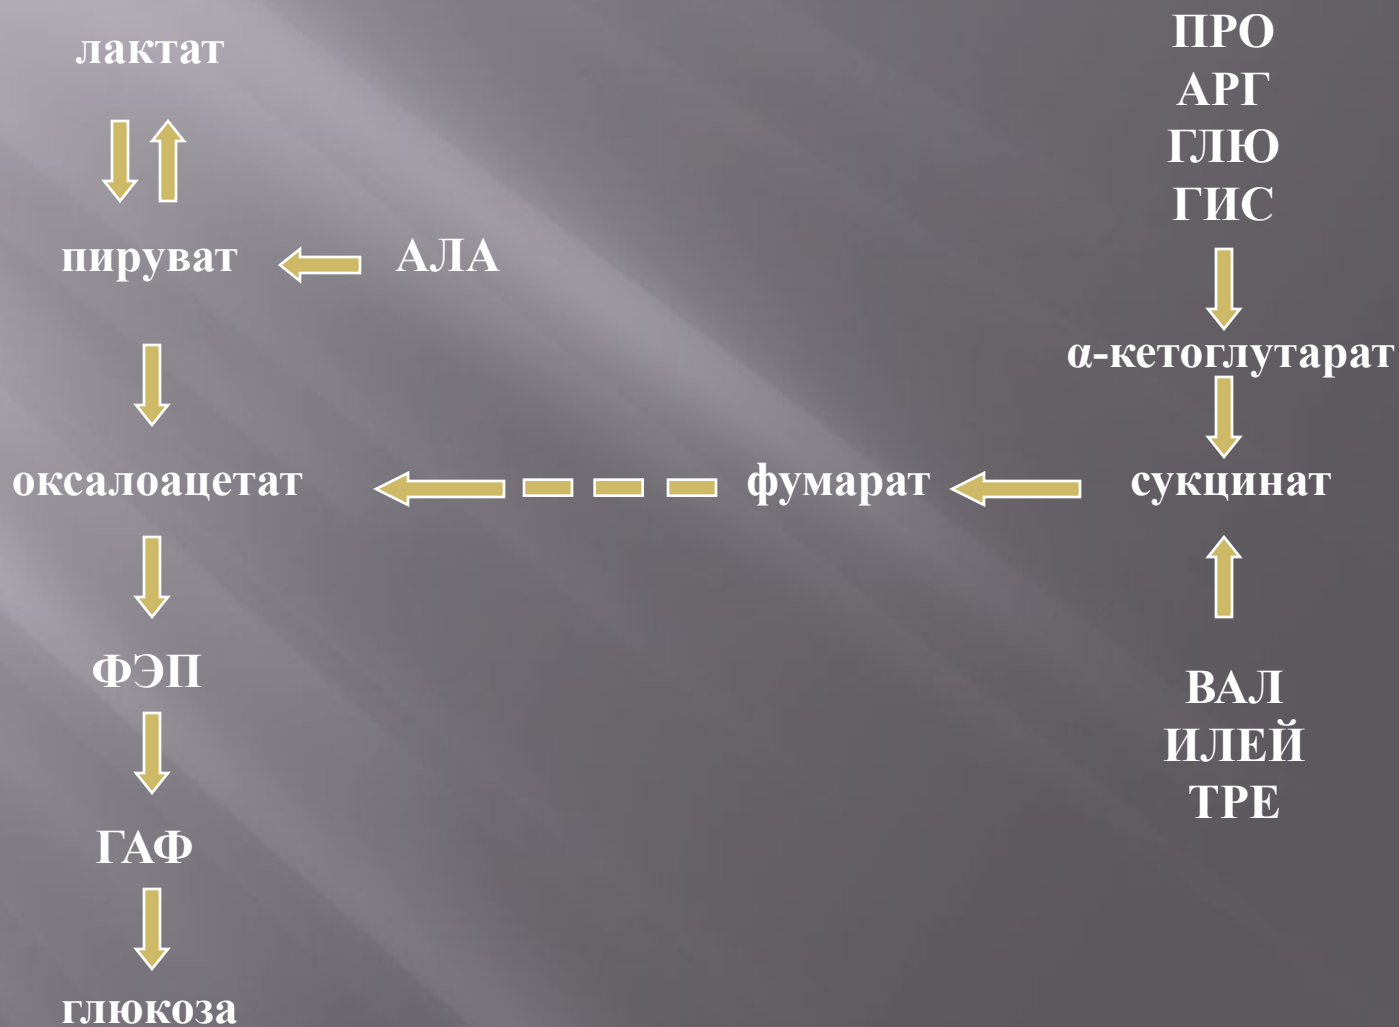 лактат
ПРО
АРГ
ГЛЮ
ГИС
пируват
АЛА
α-кетоглутарат
оксалоацетат
фумарат
сукцинат
ФЭП
ВАЛ
ИЛЕЙ
ТРЕ
ГАФ
глюкоза